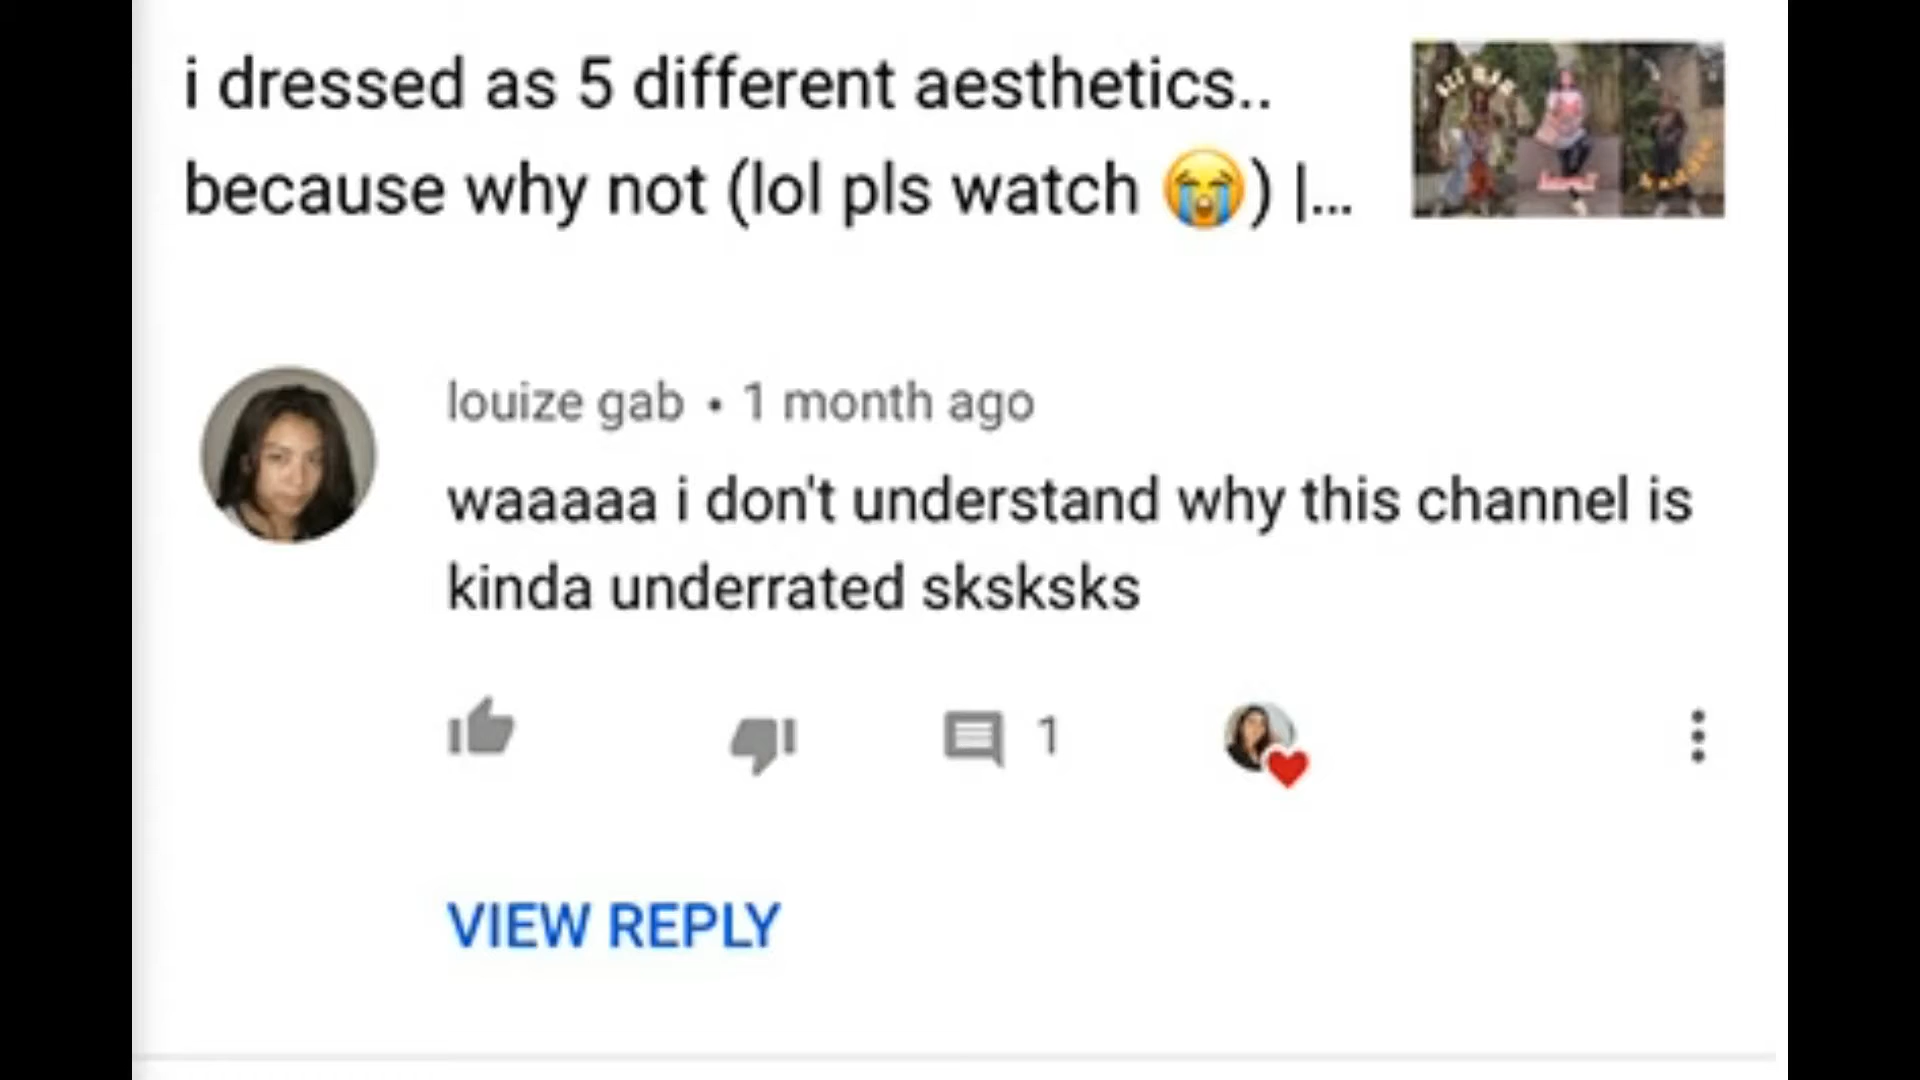 i dressed as 5 different aesthetics..
because why not (lol pls watch 😭) |...
louize gab • 1 month ago
waaaaa i don't understand why this channel is
kinda underrated sksksks
1
VIEW REPLY